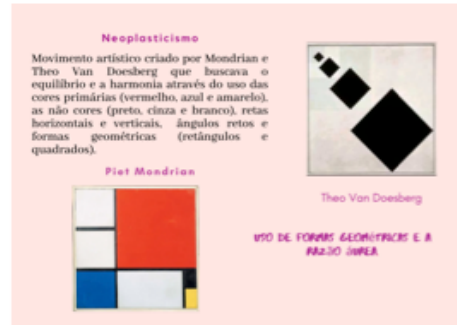 Neoplasticismo
Movimento artístico criado por Mondrian e
Theo Van Doesberg que buscava o
equilíbrio e a harmonia através do uso das
cores primárias (vermelho, azul e amarelo),
as não cores (preto, cinza e branco), retas
horizontais e verticais, ângulos retos e
formas geométricas (retângulos e
quadrados).
Piet Mondrian
Theo Van Doesberg
USO DE FORMAS GEOMÉTRICAS E A
RAZÃO ÁUREA